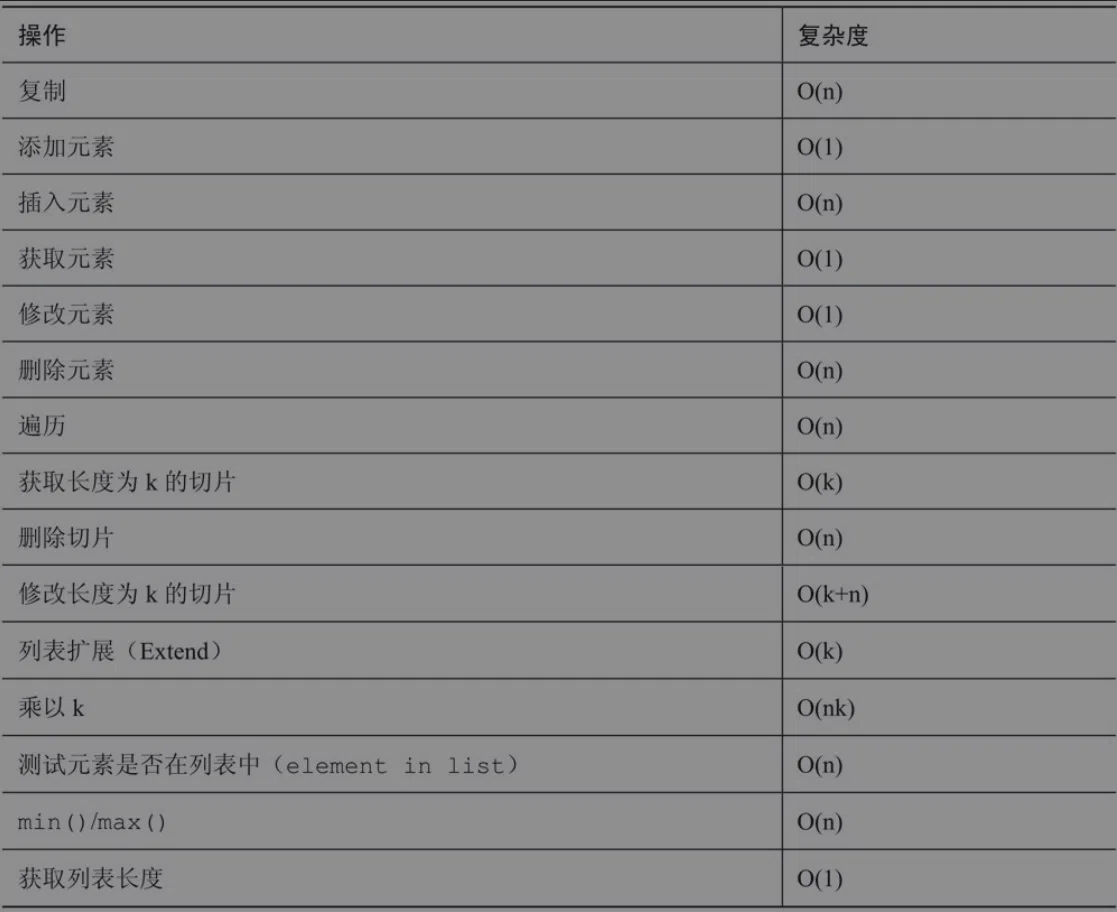 操作 复杂度
复制 O(n)
添加元素 O(1)
插入元素 O(n)
获取元素 O(1)
修改元素 O(1)
删除元素 O(n)
遍历 O(n)
获取长度为 k 的切片 O(k)
删除切片 O(n)
修改长度为 k 的切片 O(k+n)
列表扩展（Extend） O(k)
乘以 k O(nk)
测试元素是否在列表中（element in list） O(n)
min()/max() O(n)
获取列表长度 O(1)